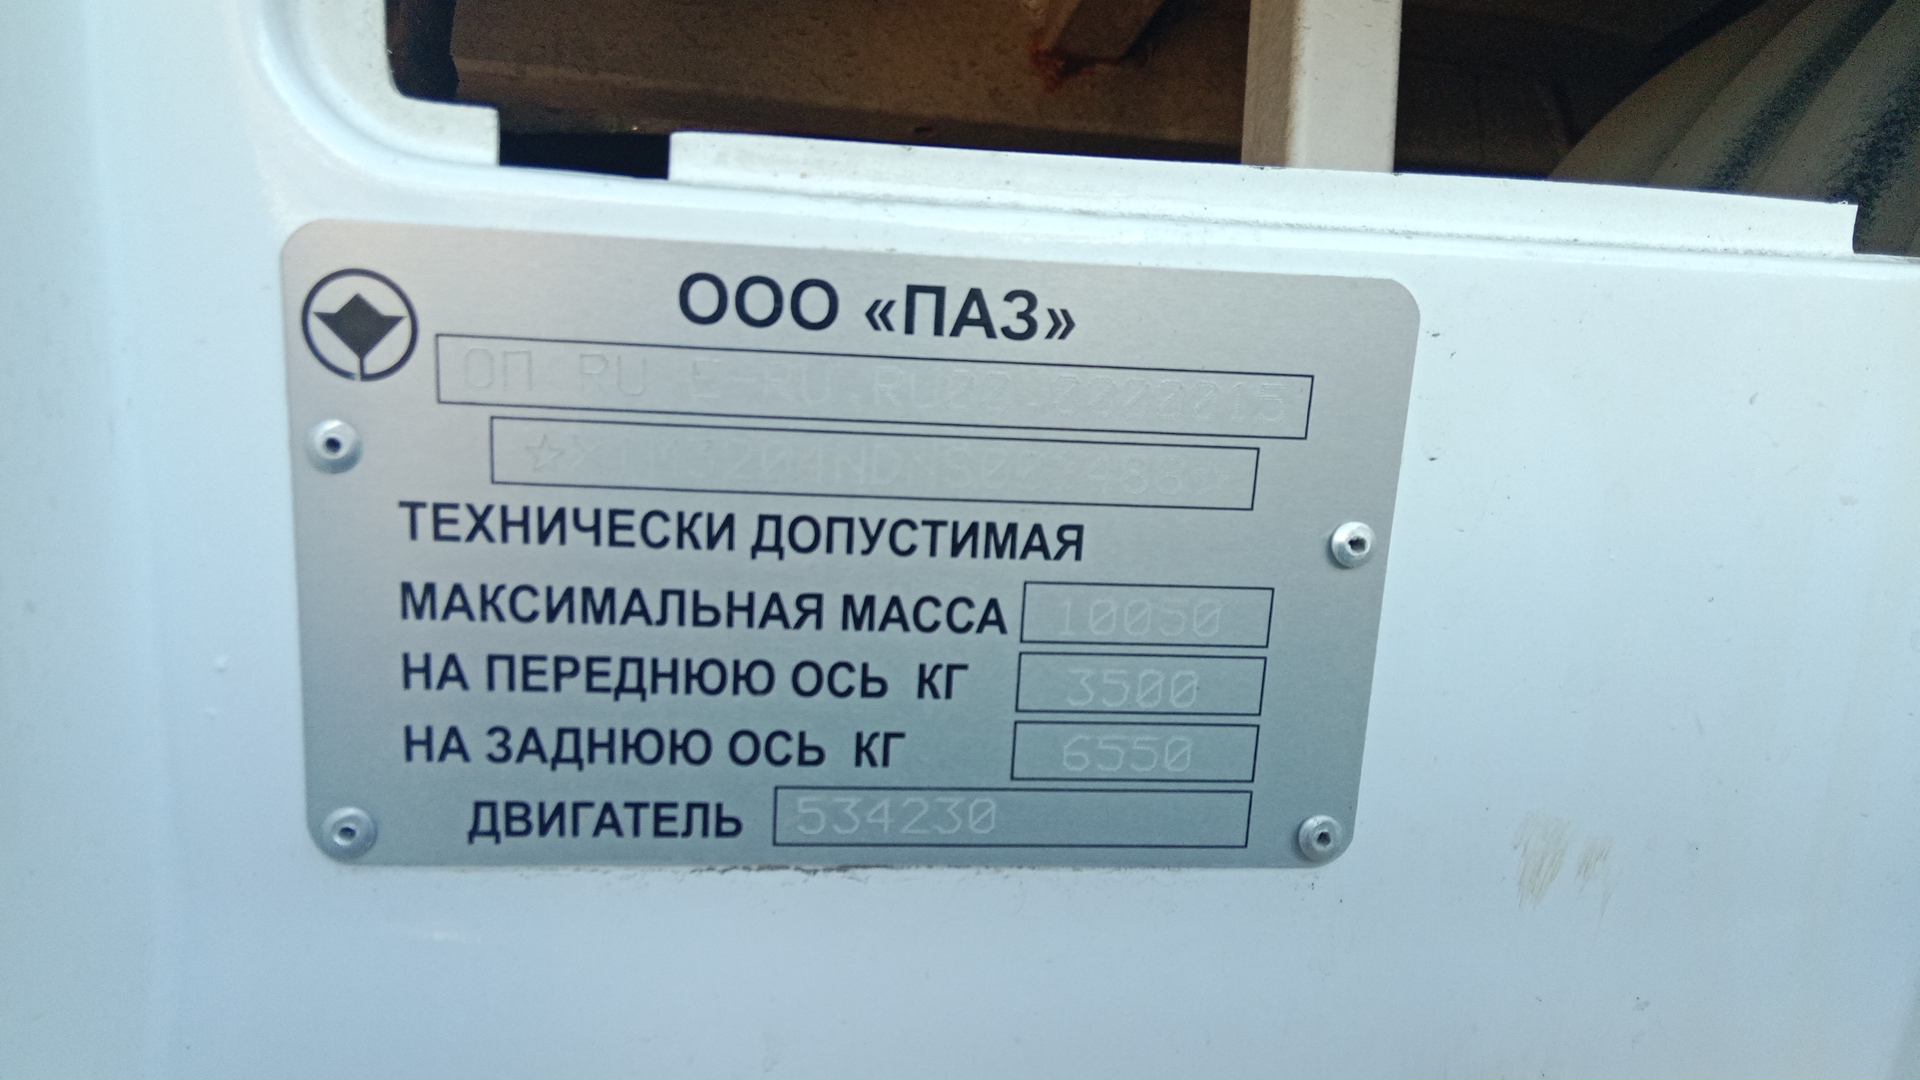 ООО «ПАЗ»
ОП RU E-RU.RU00.0000015
ТЕХНИЧЕСКИ ДОПУСТИМАЯ
МАКСИМАЛЬНАЯ МАССА 10050
НА ПЕРЕДНЮЮ ОСЬ КГ 3500
НА ЗАДНЮЮ ОСЬ КГ 6550
ДВИГАТЕЛЬ 534230